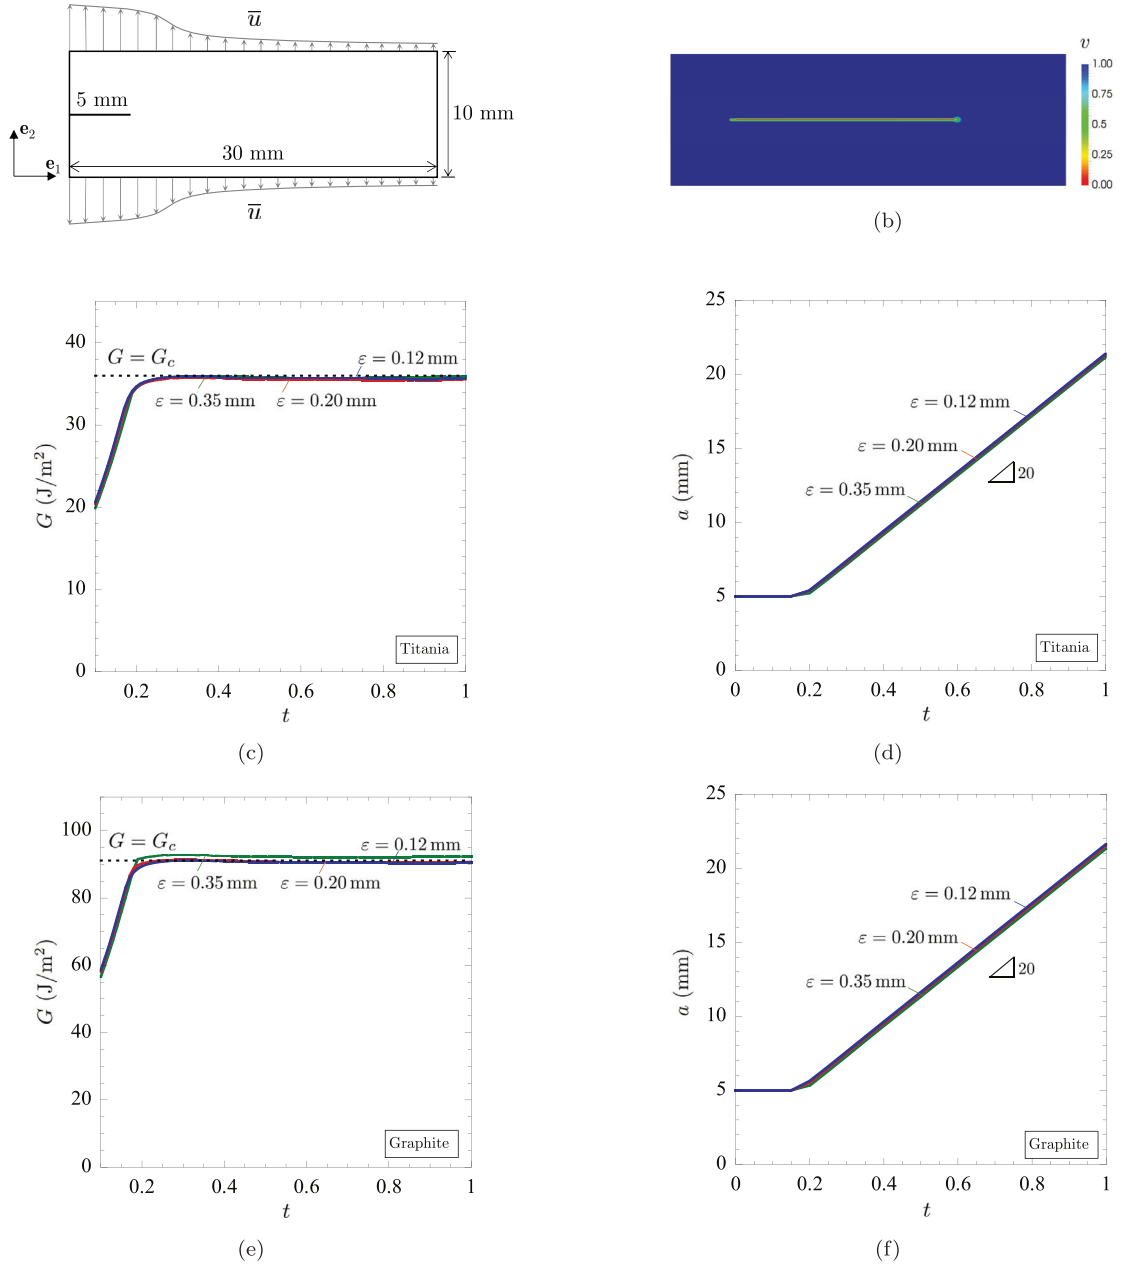 u̅
5 mm
e₂
e₁
30 mm
10 mm
u̅
v
1.00
0.75
0.50
0.25
0.00
(b)
40
30
20
10
0
G (J/m²)
G = G_c
ε = 0.12 mm
ε = 0.35 mm
ε = 0.20 mm
Titania
0.2
0.4
0.6
0.8
1
t
(c)
25
20
15
10
5
0
a (mm)
ε = 0.12 mm
ε = 0.20 mm
ε = 0.35 mm
20
Titania
0
0.2
0.4
0.6
0.8
1
t
(d)
100
80
60
40
20
0
G (J/m²)
G = G_c
ε = 0.12 mm
ε = 0.35 mm
ε = 0.20 mm
Graphite
0.2
0.4
0.6
0.8
1
t
(e)
25
20
15
10
5
0
a (mm)
ε = 0.12 mm
ε = 0.20 mm
ε = 0.35 mm
20
Graphite
0
0.2
0.4
0.6
0.8
1
t
(f)